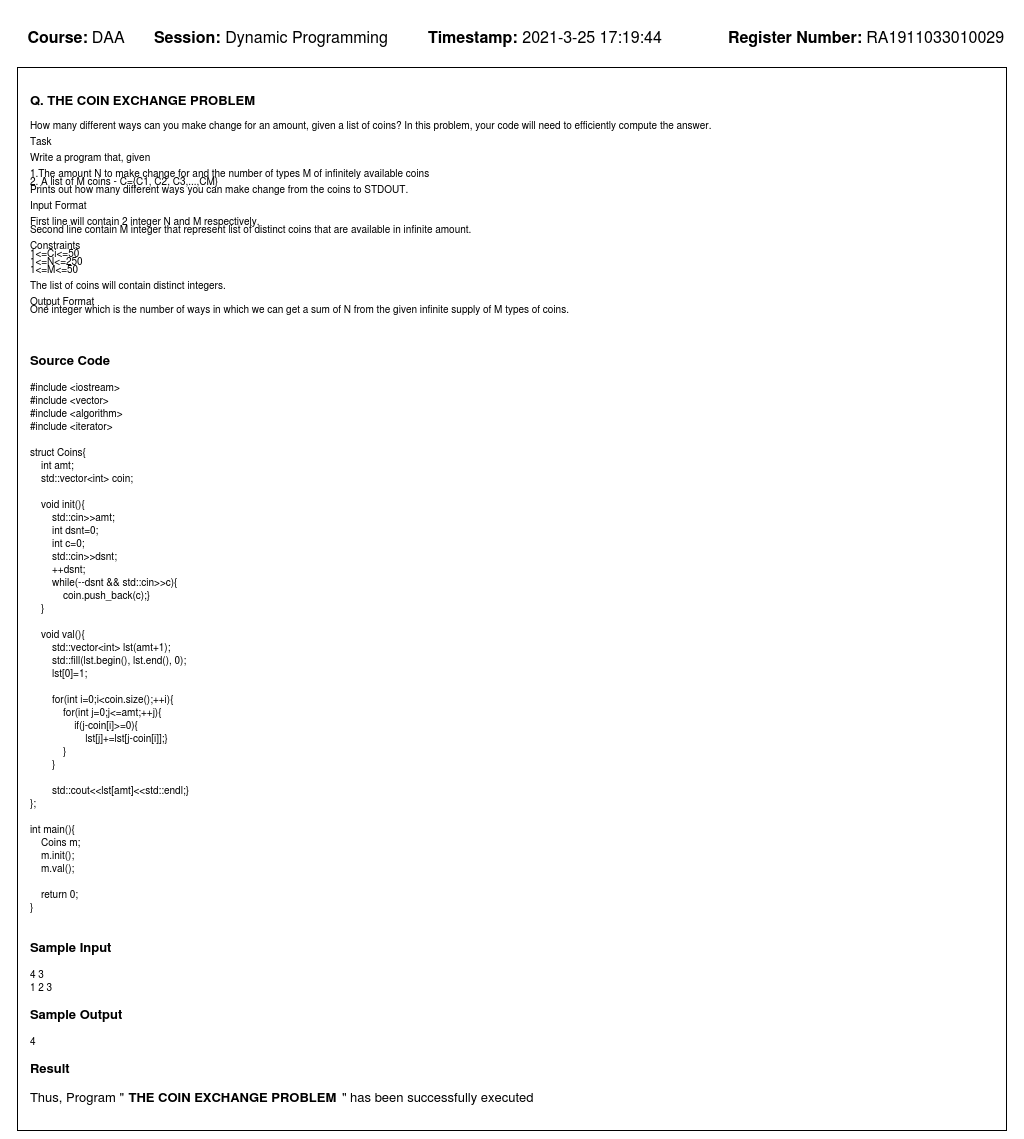 Course: DAA Session: Dynamic Programming Timestamp: 2021-3-25 17:19:44 Register Number: RA1911033010029
Q. THE COIN EXCHANGE PROBLEM
How many different ways can you make change for an amount, given a list of coins? In this problem, your code will need to efficiently compute the answer.
Task
Write a program that, given
1.The amount N to make change for and the number of types M of infinitely available coins
2. A list of M coins - C={C1, C2, C3,...,CM}
Prints out how many different ways you can make change from the coins to STDOUT.
Input Format
First line will contain 2 integer N and M respectively.
Second line contain M integer that represent list of distinct coins that are available in infinite amount.
Constraints
1<=Ci<=50
1<=N<=250
1<=M<=50
The list of coins will contain distinct integers.
Output Format
One integer which is the number of ways in which we can get a sum of N from the given infinite supply of M types of coins.
Source Code
#include <iostream>
#include <vector>
#include <algorithm>
#include <iterator>
struct Coins{
int amt;
std::vector<int> coin;
void init(){
std::cin>>amt;
int dsnt=0;
int c=0;
std::cin>>dsnt;
++dsnt;
while(--dsnt && std::cin>>c){
coin.push_back(c);}
}
void val(){
std::vector<int> lst(amt+1);
std::fill(lst.begin(), lst.end(), 0);
lst[0]=1;
for(int i=0;i<coin.size();++i){
for(int j=0;j<=amt;++j){
if(j-coin[i]>=0){
lst[j]+=lst[j-coin[i]];}
}
}
std::cout<<lst[amt]<<std::endl;}
};
int main(){
Coins m;
m.init();
m.val();
return 0;
}
Sample Input
4 3
1 2 3
Sample Output
4
Result
Thus, Program " THE COIN EXCHANGE PROBLEM " has been successfully executed